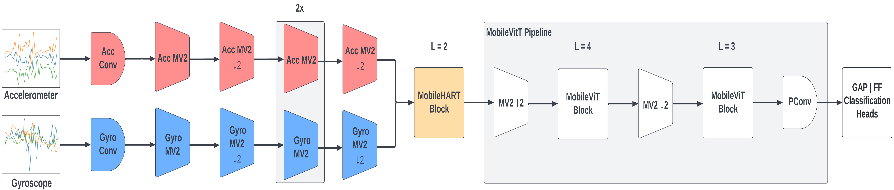 2x
Acc
Conv
Acc MV2
Acc MV2
↓2
Acc MV2
Acc MV2
↓2
Accelerometer
Gyro
Conv
Gyro
MV2
Gyro
MV2
↓2
Gyro
MV2
Gyro
MV2
↓2
Gyroscope
L = 2
MobileHART
Block
MobileVitT Pipeline
L = 4
L = 3
MV2 ↓2
MobileViT
Block
MV2 ↓2
MobileViT
Block
PConv
GAP | FF
Classification
Heads